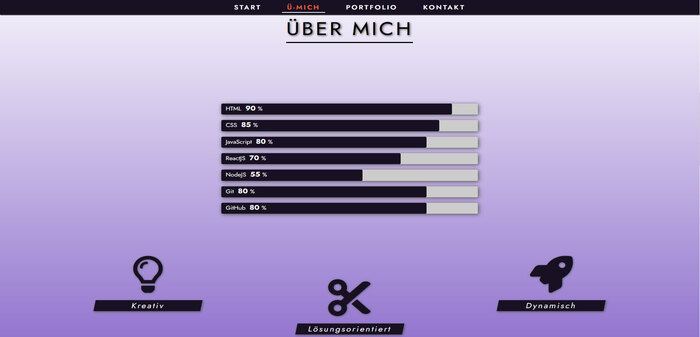 START Ü-MICH PORTFOLIO KONTAKT
ÜBER MICH
HTML 90 %
CSS 85 %
JavaScript 80 %
ReactJS 70 %
NodeJS 55 %
Git 80 %
GitHub 80 %
Kreativ
Dynamisch
Lösungsorientiert